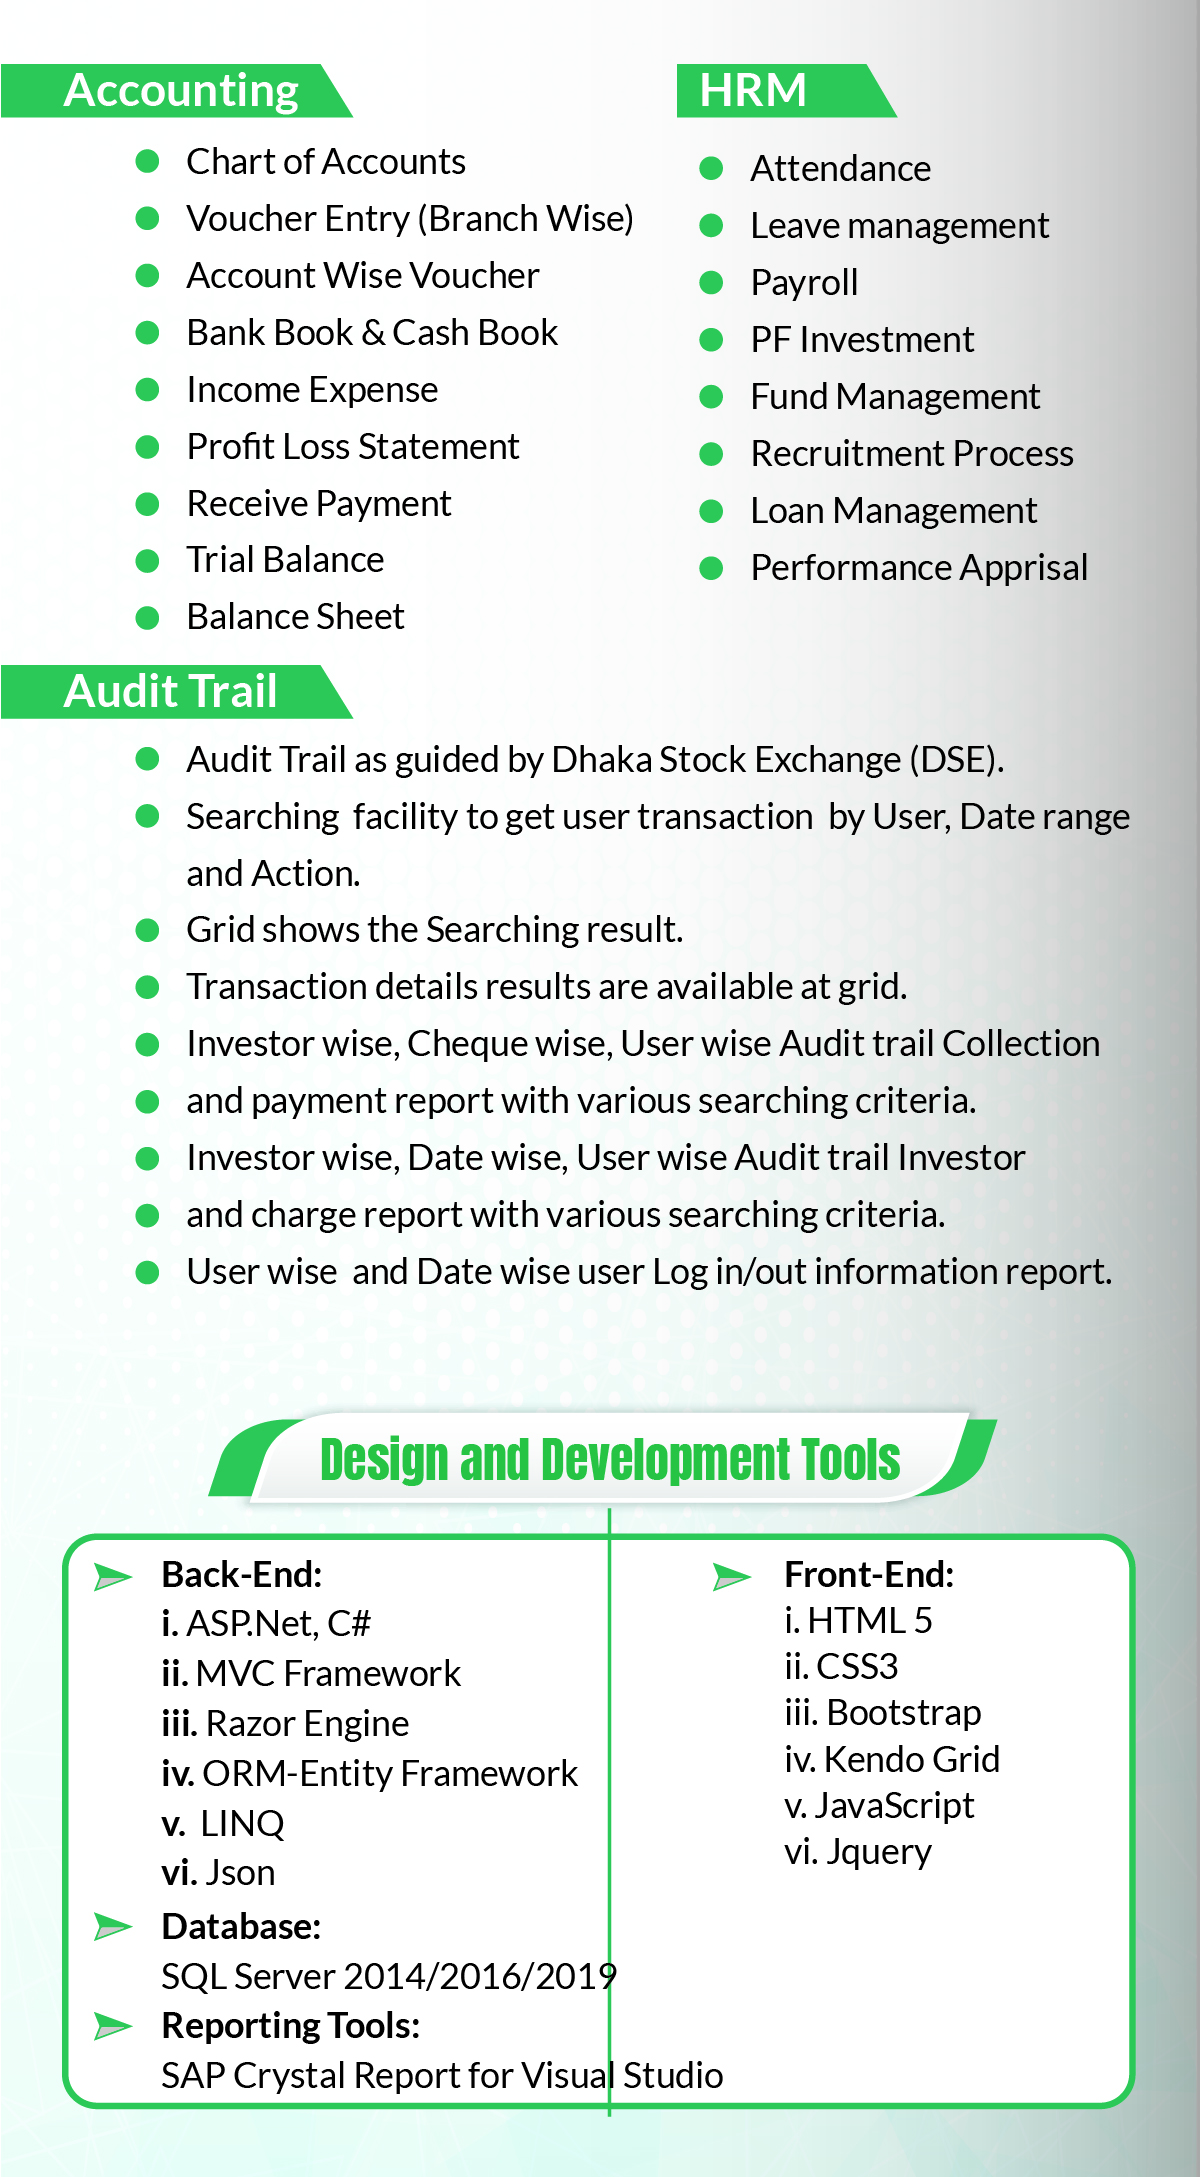 Accounting
Chart of Accounts
Voucher Entry (Branch Wise)
Account Wise Voucher
Bank Book & Cash Book
Income Expense
Profit Loss Statement
Receive Payment
Trial Balance
Balance Sheet
HRM
Attendance
Leave management
Payroll
PF Investment
Fund Management
Recruitment Process
Loan Management
Performance Apprisal
Audit Trail
Audit Trail as guided by Dhaka Stock Exchange (DSE).
Searching facility to get user transaction by User, Date range
and Action.
Grid shows the Searching result.
Transaction details results are available at grid.
Investor wise, Cheque wise, User wise Audit trail Collection
and payment report with various searching criteria.
Investor wise, Date wise, User wise Audit trail Investor
and charge report with various searching criteria.
User wise and Date wise user Log in/out information report.
Design and Development Tools
Back-End:
i. ASP.Net, C#
ii. MVC Framework
iii. Razor Engine
iv. ORM-Entity Framework
v. LINQ
vi. Json
Database:
SQL Server 2014/2016/2019
Reporting Tools:
SAP Crystal Report for Visual Studio
Front-End:
i. HTML 5
ii. CSS3
iii. Bootstrap
iv. Kendo Grid
v. JavaScript
vi. Jquery